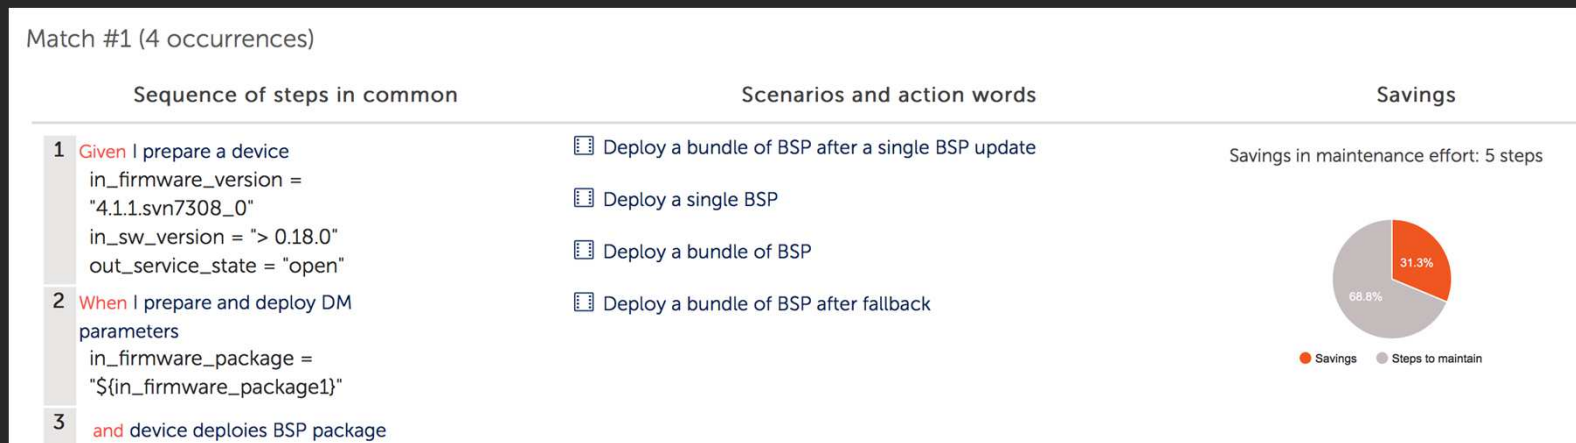 Match #1 (4 occurrences)
Sequence of steps in common
Scenarios and action words
Savings
1 Given I prepare a device
in_firmware_version =
"4.1.1.svn7308_0"
in_sw_version = "> 0.18.0"
out_service_state = "open"
2 When I prepare and deploy DM
parameters
in_firmware_package =
"${in_firmware_package1}"
3 and device deploies BSP package
Deploy a bundle of BSP after a single BSP update
Deploy a single BSP
Deploy a bundle of BSP
Deploy a bundle of BSP after fallback
Savings in maintenance effort: 5 steps
31.3%
68.8%
Savings
Steps to maintain